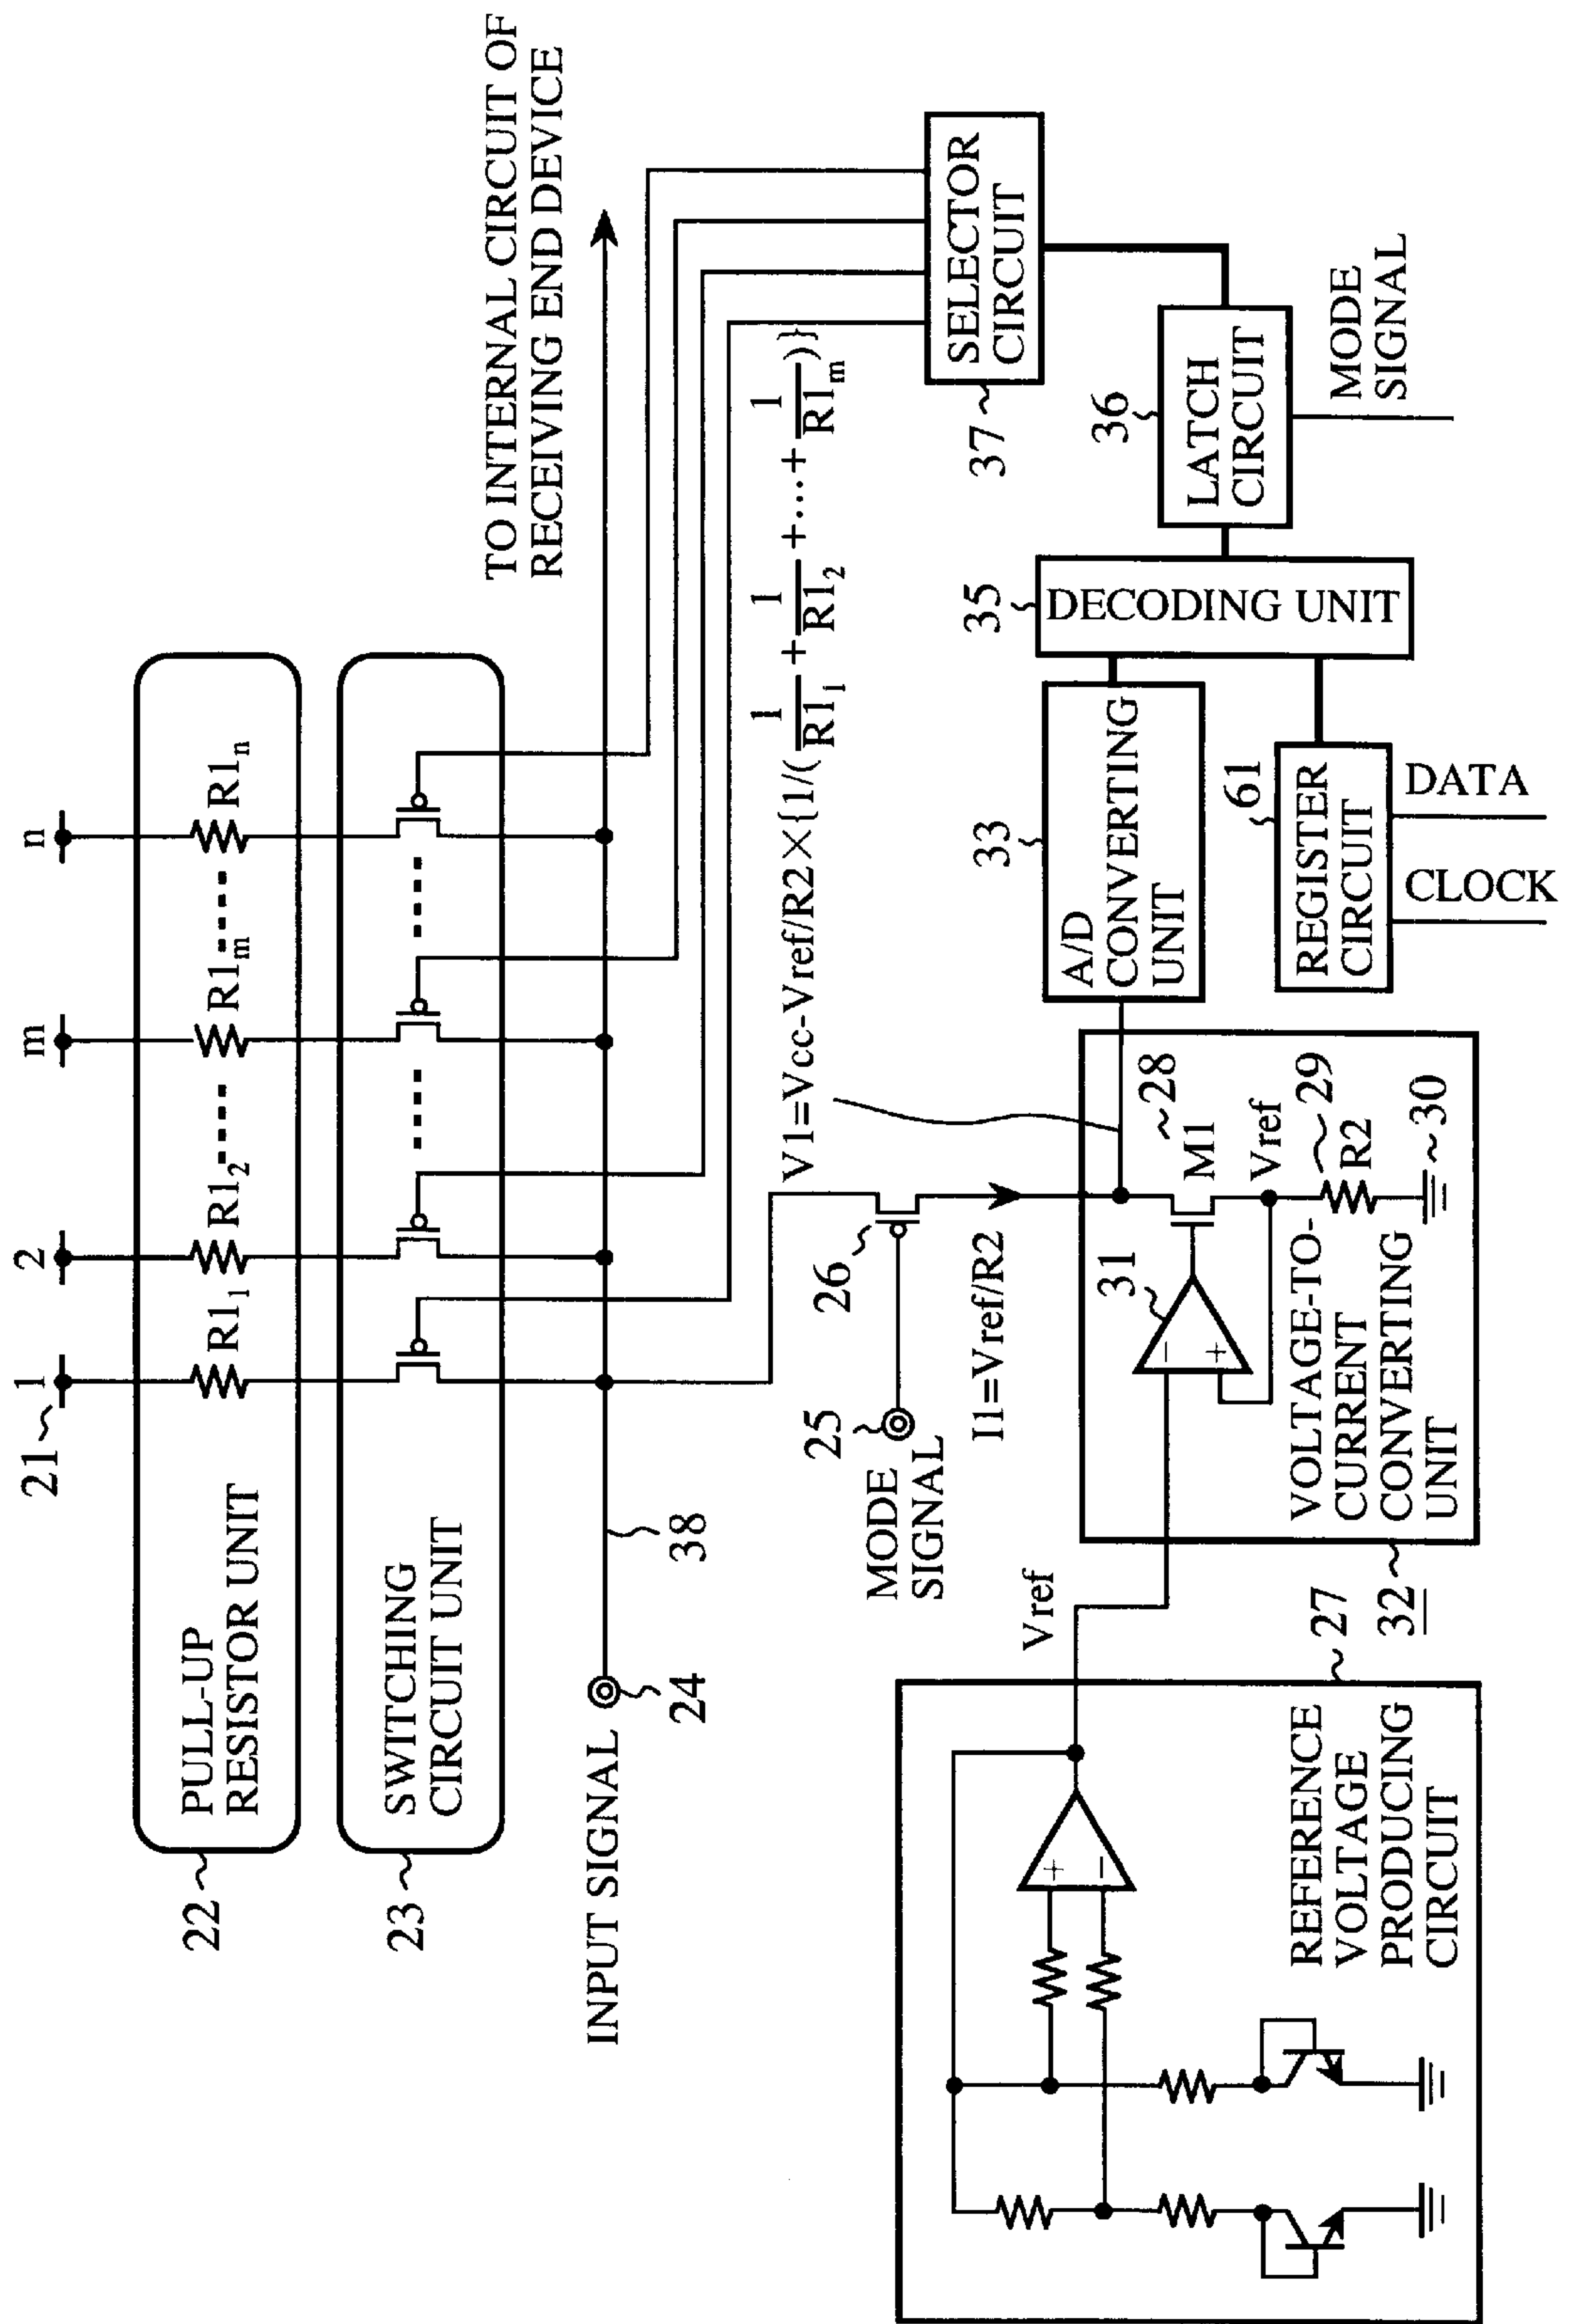 21
1
2
m
n
R1₁
R1₂
R1ₘ
R1ₙ
22
PULL-UP
RESISTOR UNIT
23
SWITCHING
CIRCUIT UNIT
INPUT SIGNAL
24
38
TO INTERNAL CIRCUIT OF
RECEIVING END DEVICE
V1=Vcc-Vref/R2×{1/(1/R1₁+1/R1₂+...+1/R1ₘ)}
25
MODE
SIGNAL
26
I1=Vref/R2
SELECTOR
CIRCUIT
37
36
LATCH
CIRCUIT
MODE
SIGNAL
35
DECODING UNIT
33
A/D
CONVERTING
UNIT
61
REGISTER
CIRCUIT
CLOCK
DATA
Vref
31
−
+
28
M1
Vref
29
R2
30
VOLTAGE-TO-
CURRENT
CONVERTING
UNIT
32
27
+
−
REFERENCE
VOLTAGE
PRODUCING
CIRCUIT